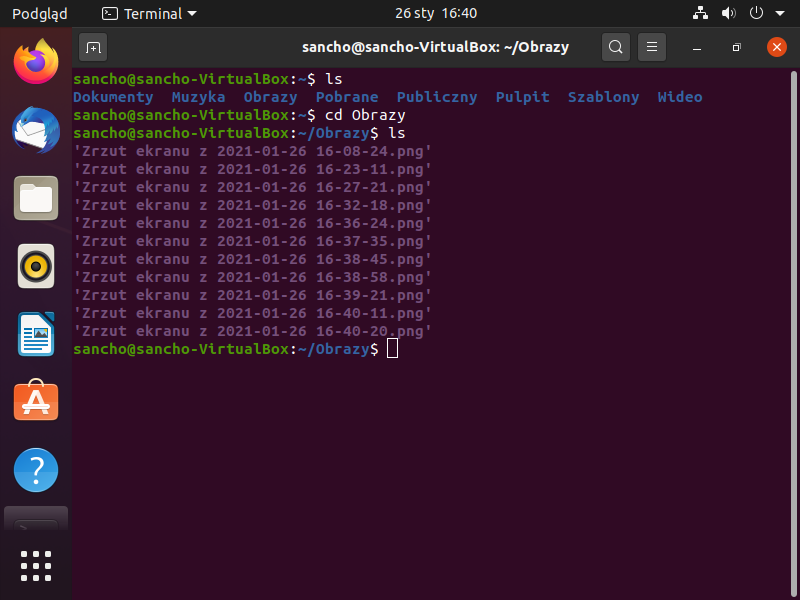 Podgląd Terminal 26 sty 16:40
sancho@sancho-VirtualBox: ~/Obrazy
sancho@sancho-VirtualBox:~$ ls
Dokumenty Muzyka Obrazy Pobrane Publiczny Pulpit Szablony Wideo
sancho@sancho-VirtualBox:~$ cd Obrazy
sancho@sancho-VirtualBox:~/Obrazy$ ls
'Zrzut ekranu z 2021-01-26 16-08-24.png'
'Zrzut ekranu z 2021-01-26 16-23-11.png'
'Zrzut ekranu z 2021-01-26 16-27-21.png'
'Zrzut ekranu z 2021-01-26 16-32-18.png'
'Zrzut ekranu z 2021-01-26 16-36-24.png'
'Zrzut ekranu z 2021-01-26 16-37-35.png'
'Zrzut ekranu z 2021-01-26 16-38-45.png'
'Zrzut ekranu z 2021-01-26 16-38-58.png'
'Zrzut ekranu z 2021-01-26 16-39-21.png'
'Zrzut ekranu z 2021-01-26 16-40-11.png'
'Zrzut ekranu z 2021-01-26 16-40-20.png'
sancho@sancho-VirtualBox:~/Obrazy$